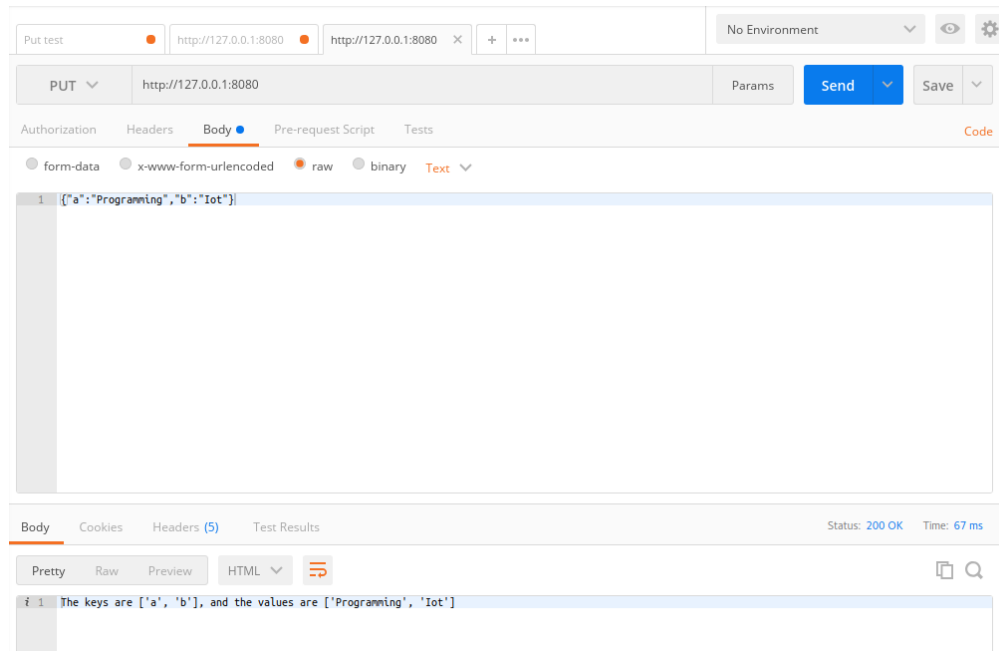 Put test http://127.0.0.1:8080 http://127.0.0.1:8080 × + ••• No Environment
PUT http://127.0.0.1:8080 Params Send Save
Authorization Headers Body Pre-request Script Tests Code
form-data x-www-form-urlencoded raw binary Text
1 {"a":"Programming","b":"Iot"}
Body Cookies Headers (5) Test Results Status: 200 OK Time: 67 ms
Pretty Raw Preview HTML
i 1 The keys are ['a', 'b'], and the values are ['Programming', 'Iot']